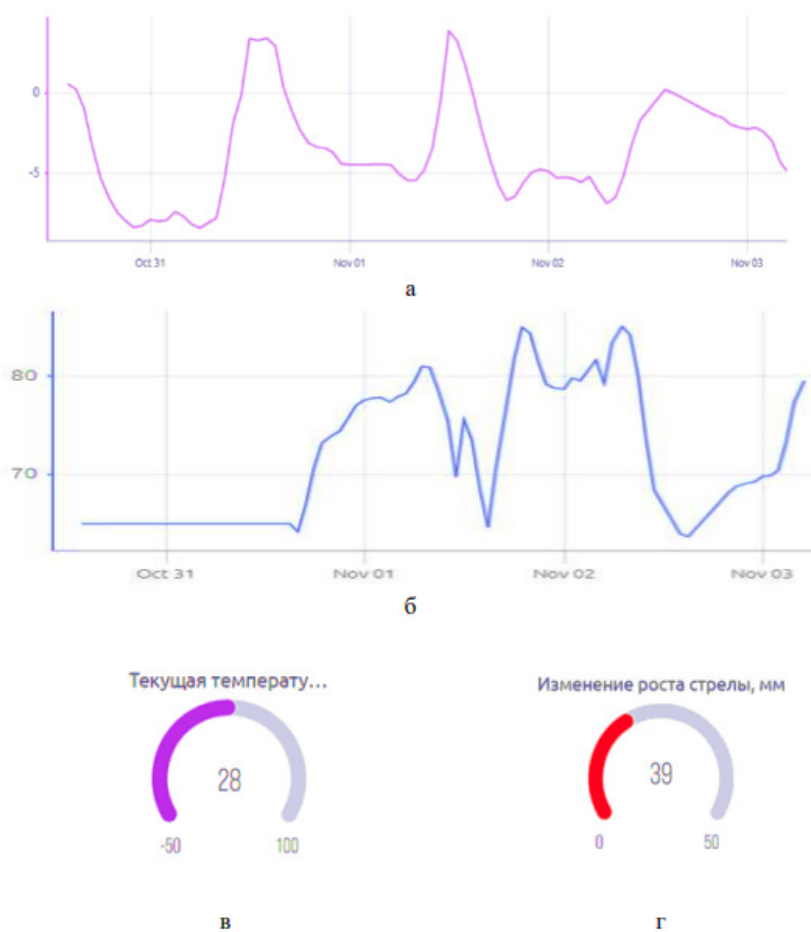 0
-5
Oct 31 Nov 01 Nov 02 Nov 03
а
80
70
Oct 31 Nov 01 Nov 02 Nov 03
б
Текущая температу...
28
-50 100
в
Изменение роста стрелы, мм
39
0 50
г